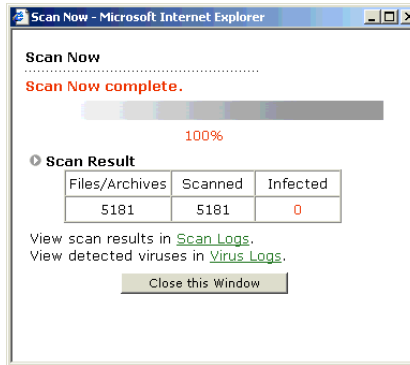 Scan Now - Microsoft Internet Explorer
Scan Now
Scan Now complete.
100%
Scan Result
Files/Archives Scanned Infected
5181 5181 0
View scan results in Scan Logs.
View detected viruses in Virus Logs.
Close this Window